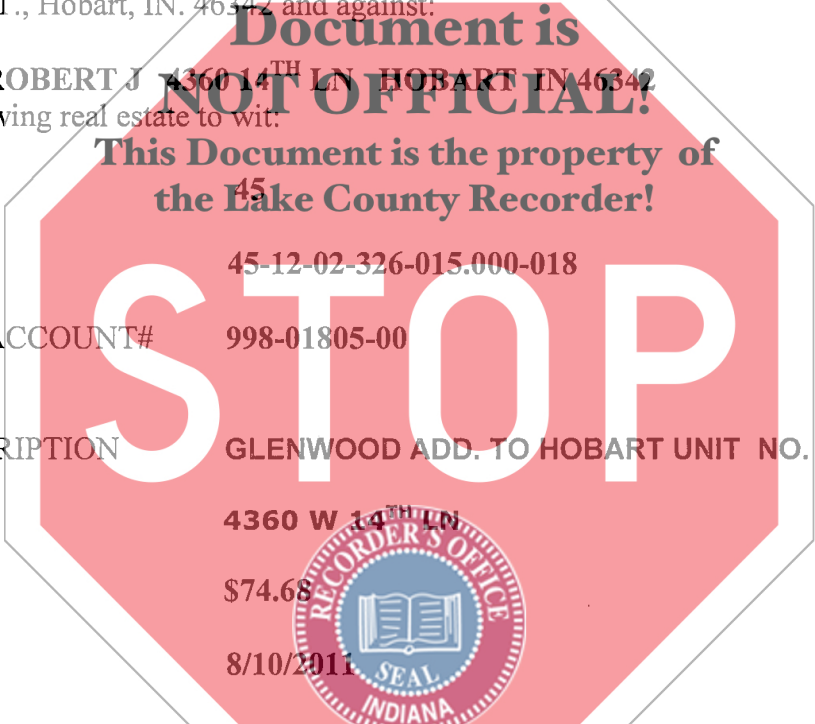 ., Hobart, IN. 46342 and against:
Document is
OBERT J 4360 14TH LN HOBART IN 46342
NOT OFFICIAL!
wing real estate to wit:
This Document is the property of
45
the Lake County Recorder!
45-12-02-326-015.000-018
STOP
ACCOUNT# 998-01805-00
RIPTION GLENWOOD ADD. TO HOBART UNIT NO.
4360 W 14TH LN
$74.68
8/10/2011
RECORDER'S OFFICE
SEAL
INDIANA